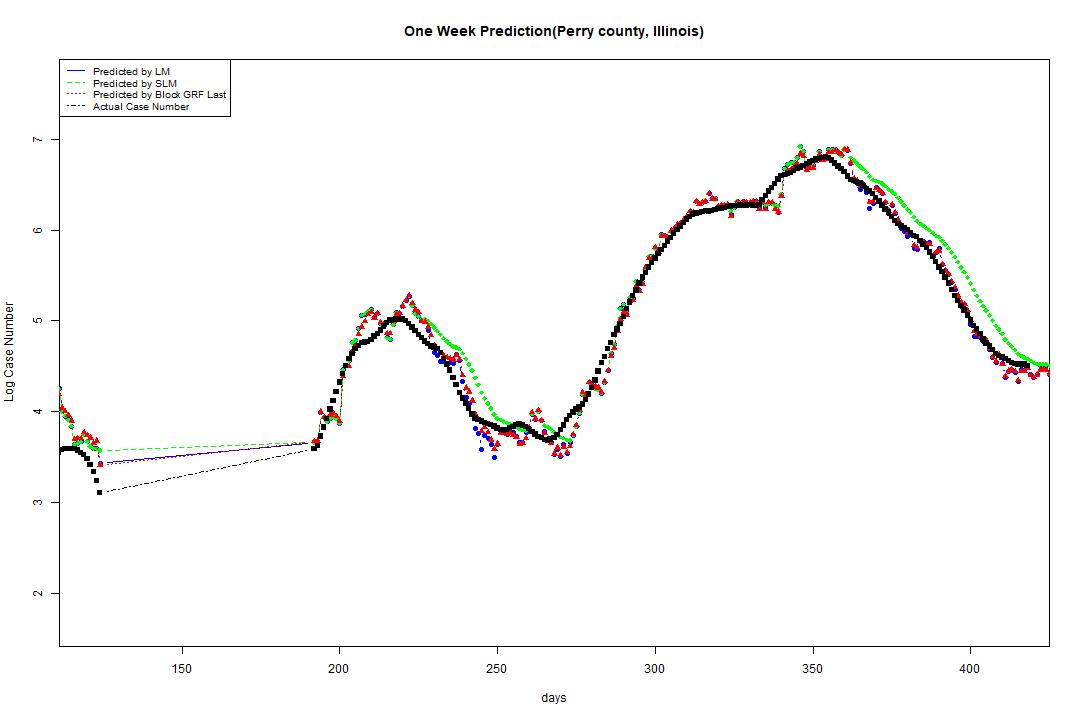 One Week Prediction(Perry county, Illinois)
Predicted by LM
Predicted by SLM
Predicted by Block GRF Last
Actual Case Number
7
6
5
4
3
2
Log Case Number
150 200 250 300 350 400
days